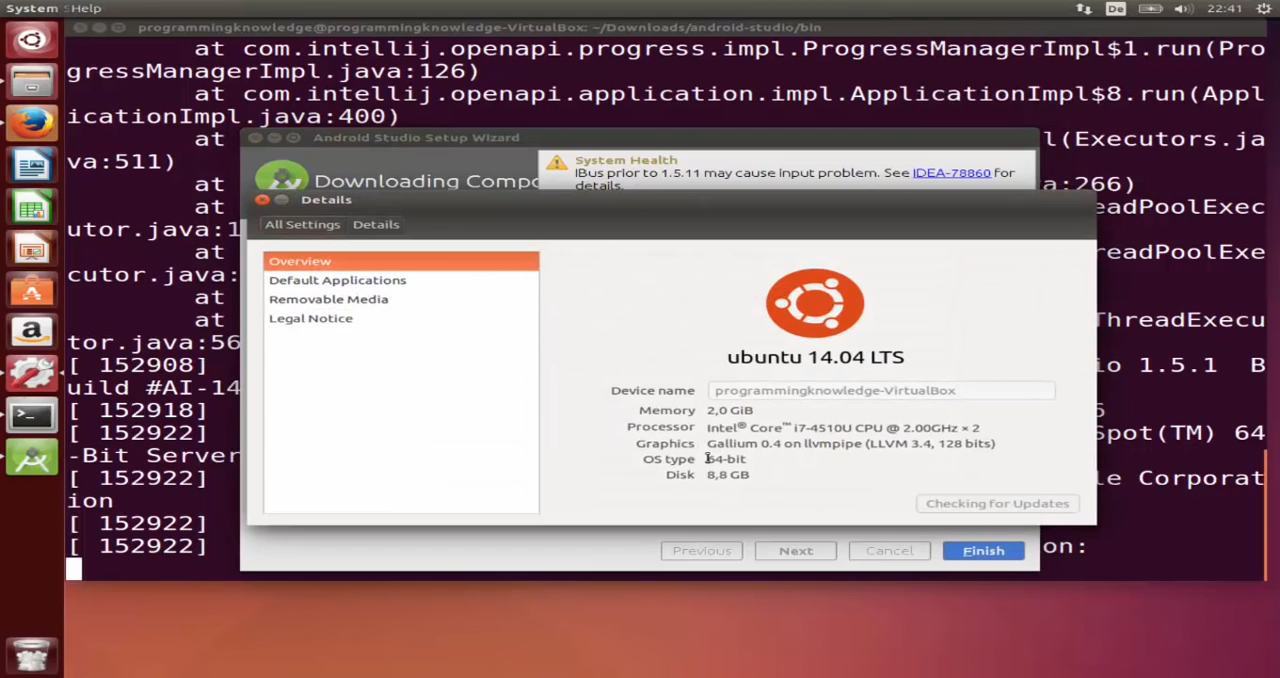 System Help
De
22:41
programmingknowledge@programmingknowledge-VirtualBox: ~/Downloads/android-studio/bin
at com.intellij.openapi.progress.impl.ProgressManagerImpl$1.run(Pro
gressManagerImpl.java:126)
at com.intellij.openapi.application.impl.ApplicationImpl$8.run(Appl
icationImpl.java:400)
at
l(Executors.ja
va:511)
at
a:266)
at
eadPoolExec
utor.java:1
at
eadPoolExec
cutor.java:
at
ThreadExecu
tor.java:56
[ 152908]
io 1.5.1 B
uild #AI-14
[ 152918]
6
[ 152918]
Spot(TM) 64
-Bit Server
[ 152922]
le Corporat
ion
[ 152922]
[ 152922]
on:
Android Studio Setup Wizard
Downloading Compo
System Health
IBus prior to 1.5.11 may cause input problem. See IDEA-78860 for
details.
Details
All Settings
Details
Overview
Default Applications
Removable Media
Legal Notice
ubuntu 14.04 LTS
Device name programmingknowledge-VirtualBox
Memory 2,0 GiB
Processor Intel® Core™ i7-4510U CPU @ 2.00GHz × 2
Graphics Gallium 0.4 on llvmpipe (LLVM 3.4, 128 bits)
OS type 64-bit
Disk 8,8 GB
Checking for Updates
Previous
Next
Cancel
Finish